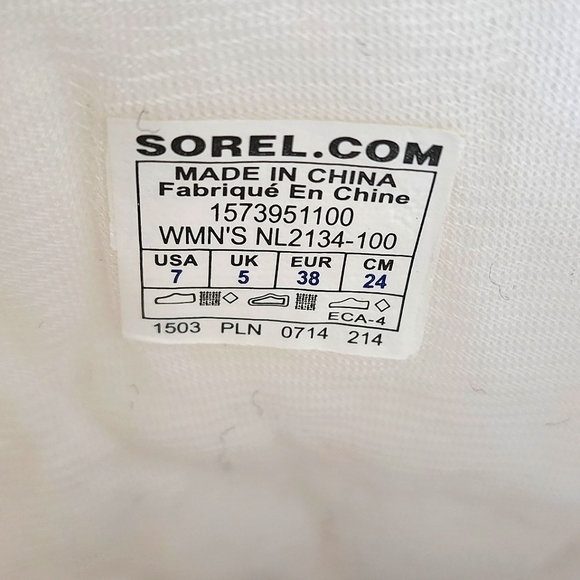 SOREL.COM
MADE IN CHINA
Fabriqué En Chine
1573951100
WMN'S NL2134-100
USA UK EUR CM
7 5 38 24
ECA-4
1503 PLN 0714 214